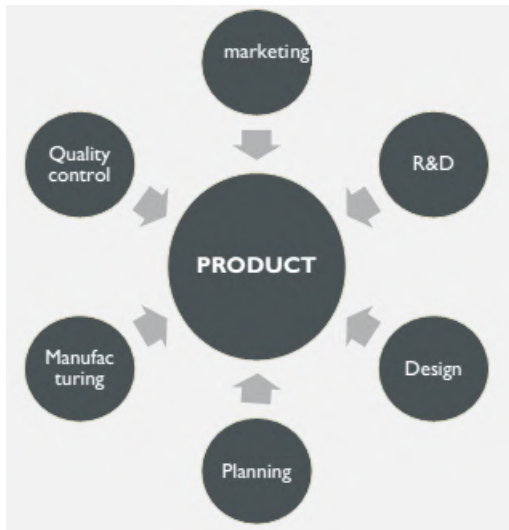 marketing
Quality
control
R&D
PRODUCT
Manufac
turing
Design
Planning